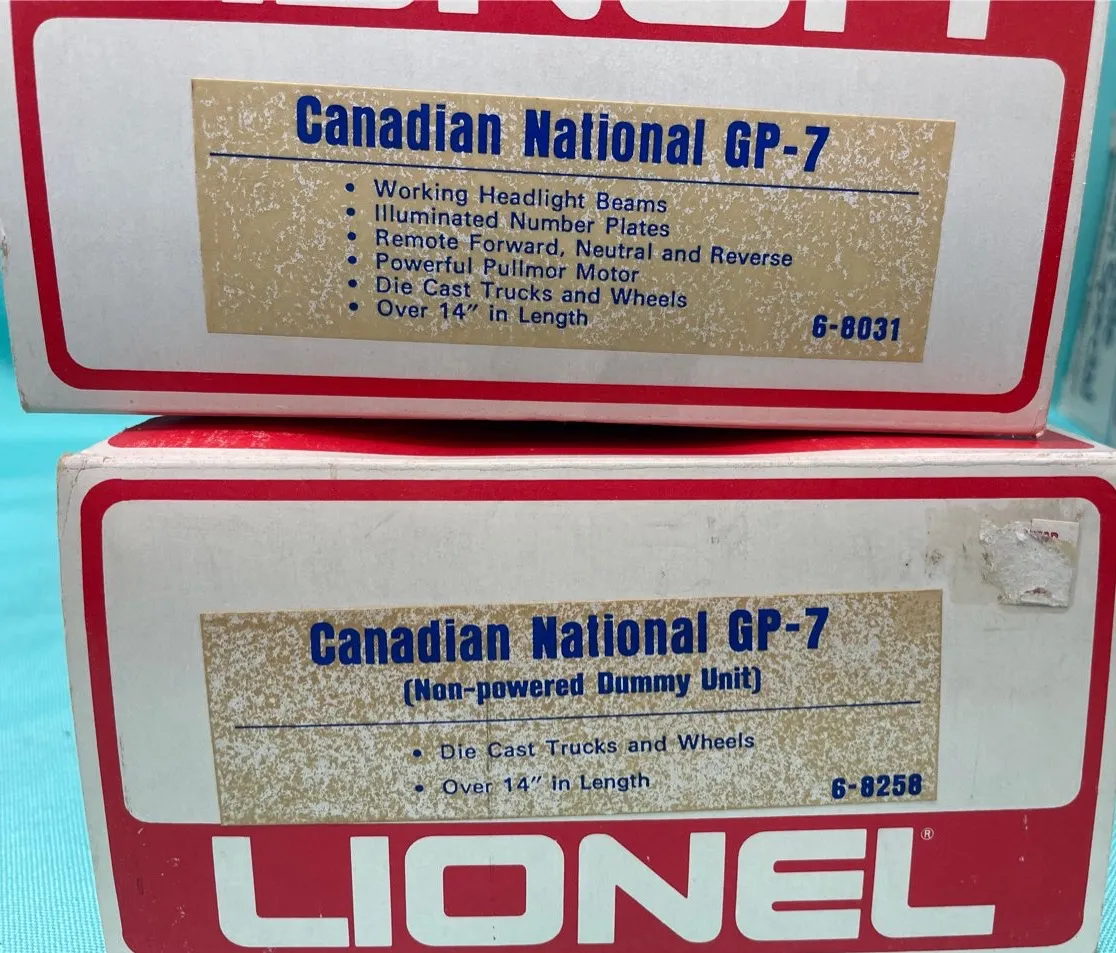 Canadian National GP-7
• Working Headlight Beams
• Illuminated Number Plates
• Remote Forward, Neutral and Reverse
• Powerful Pullmor Motor
• Die Cast Trucks and Wheels
• Over 14″ in Length
6-8031
Canadian National GP-7
(Non-powered Dummy Unit)
• Die Cast Trucks and Wheels
• Over 14″ in Length
6-8258
LIONEL®